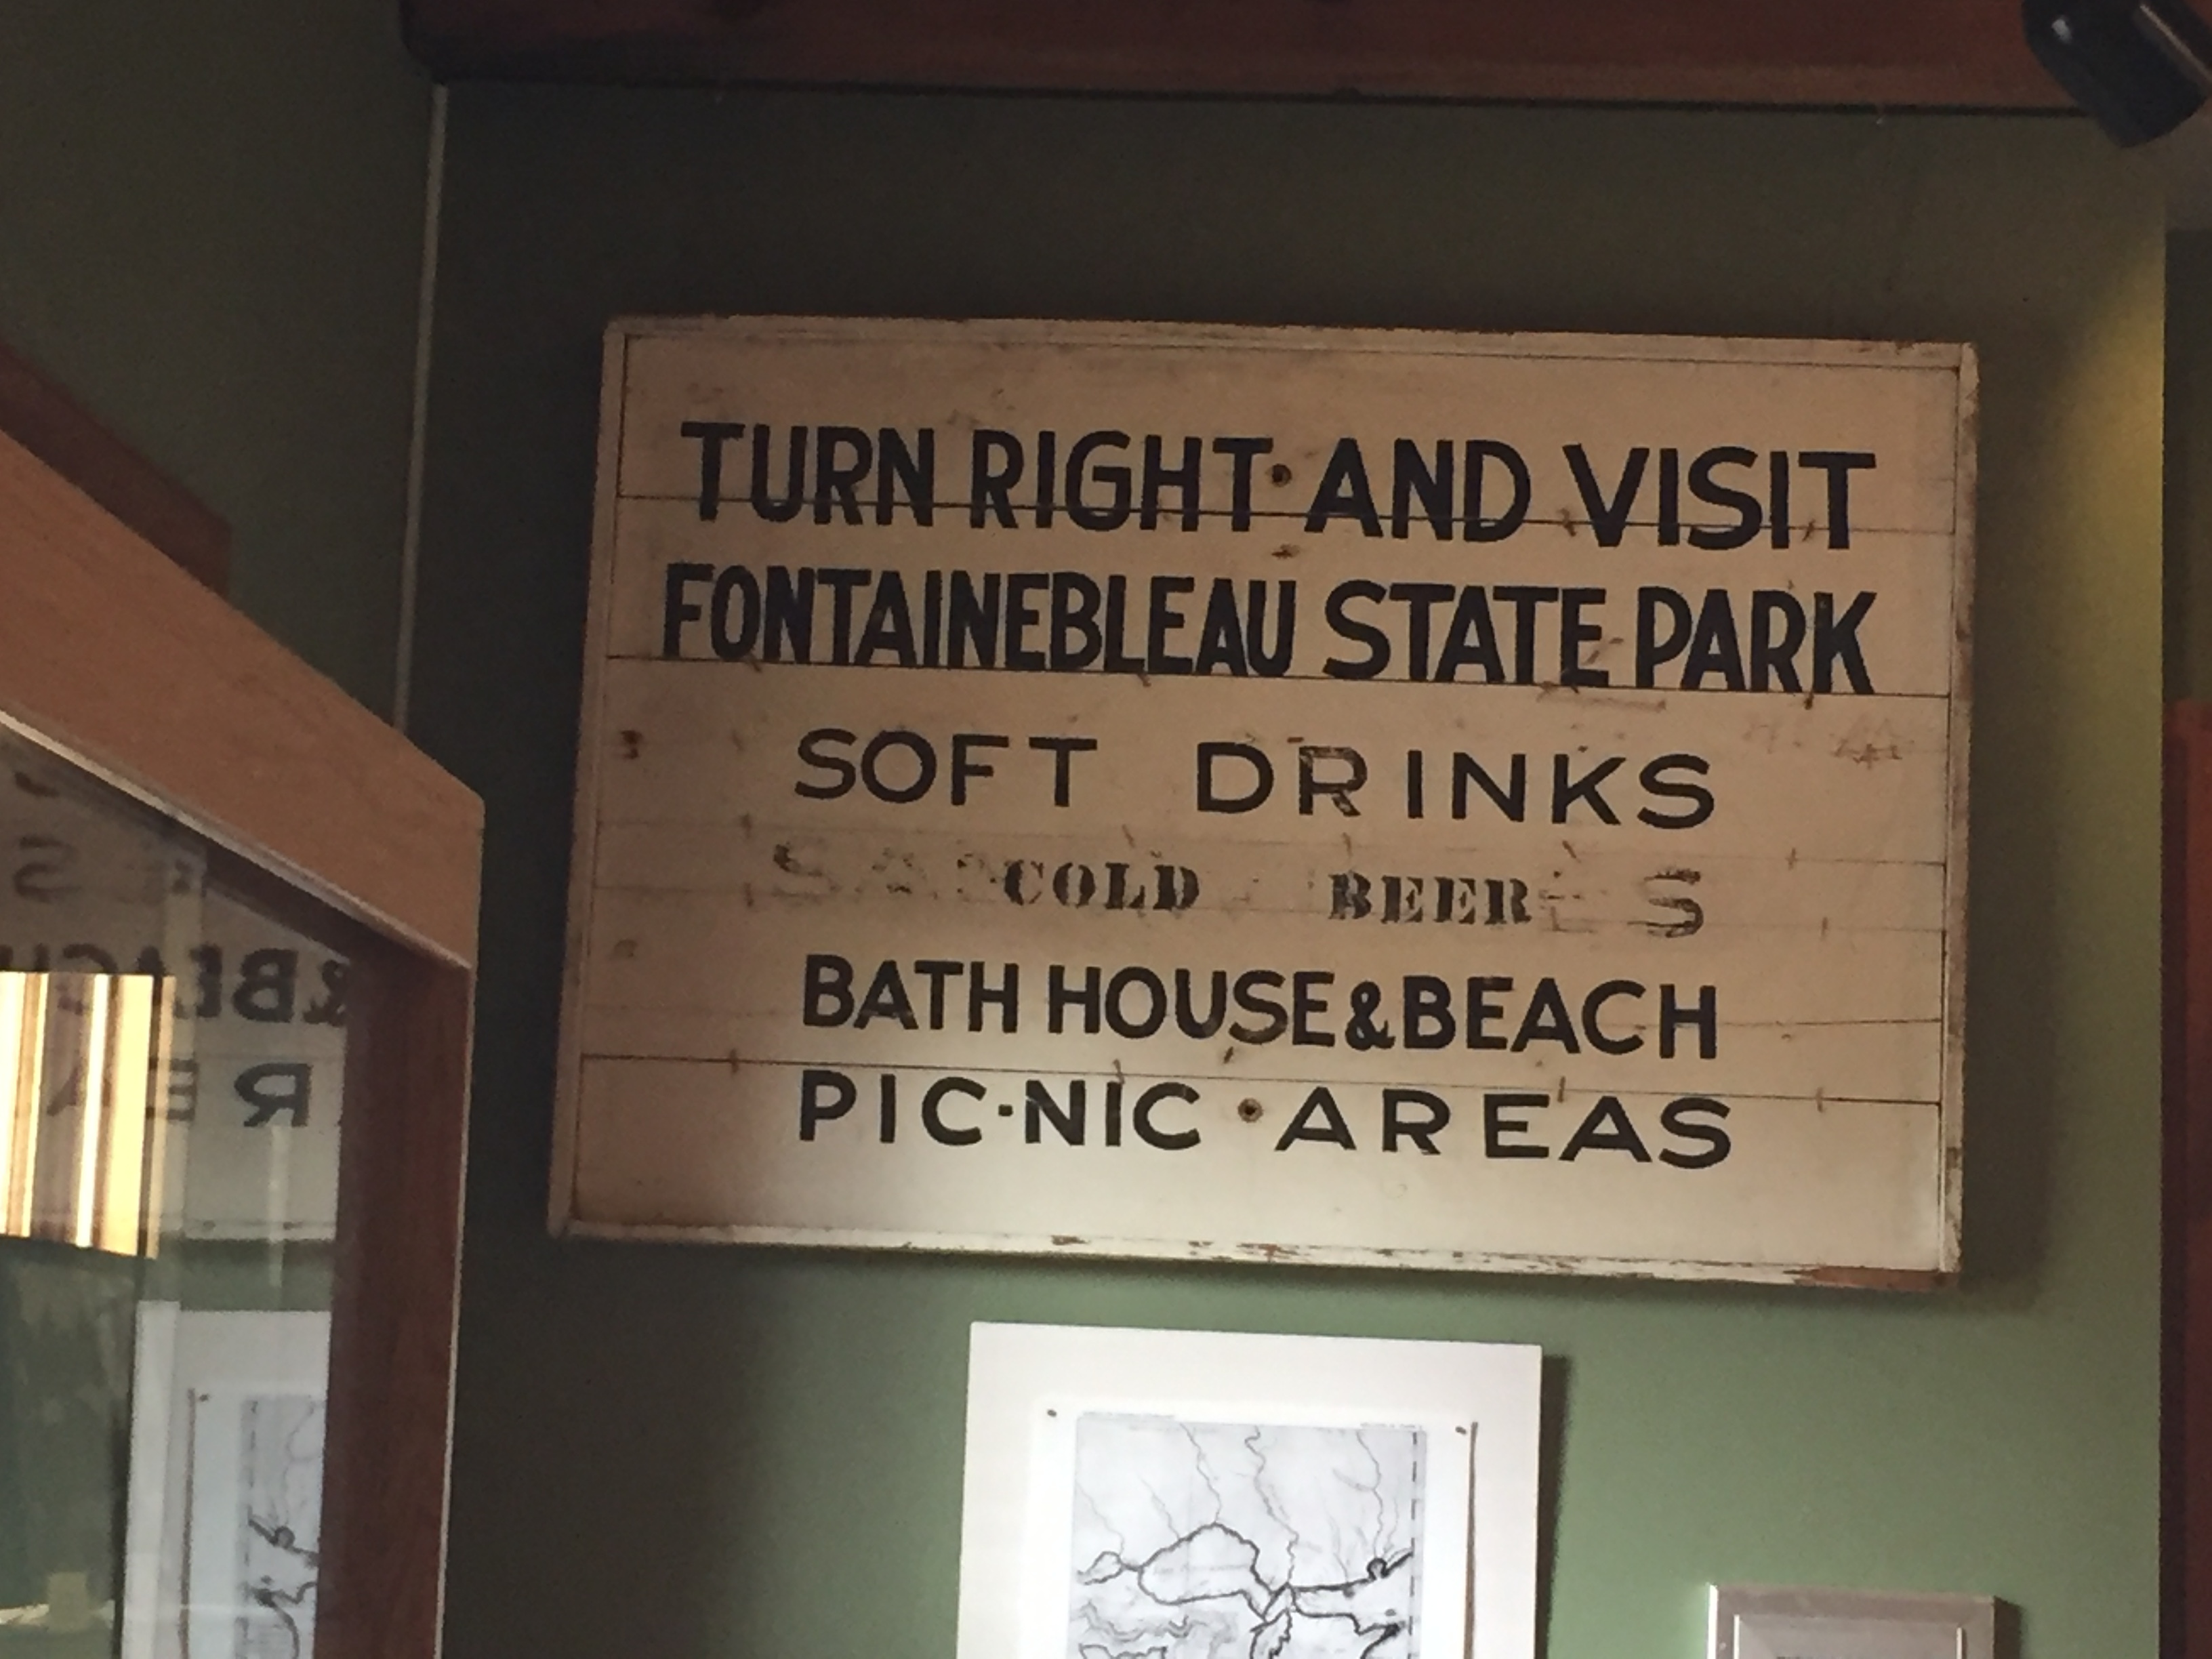 TURN RIGHT AND VISIT
FONTAINEBLEAU STATE PARK
SOFT DRINKS
COLD BEER
BATH HOUSE & BEACH
PIC-NIC AREAS